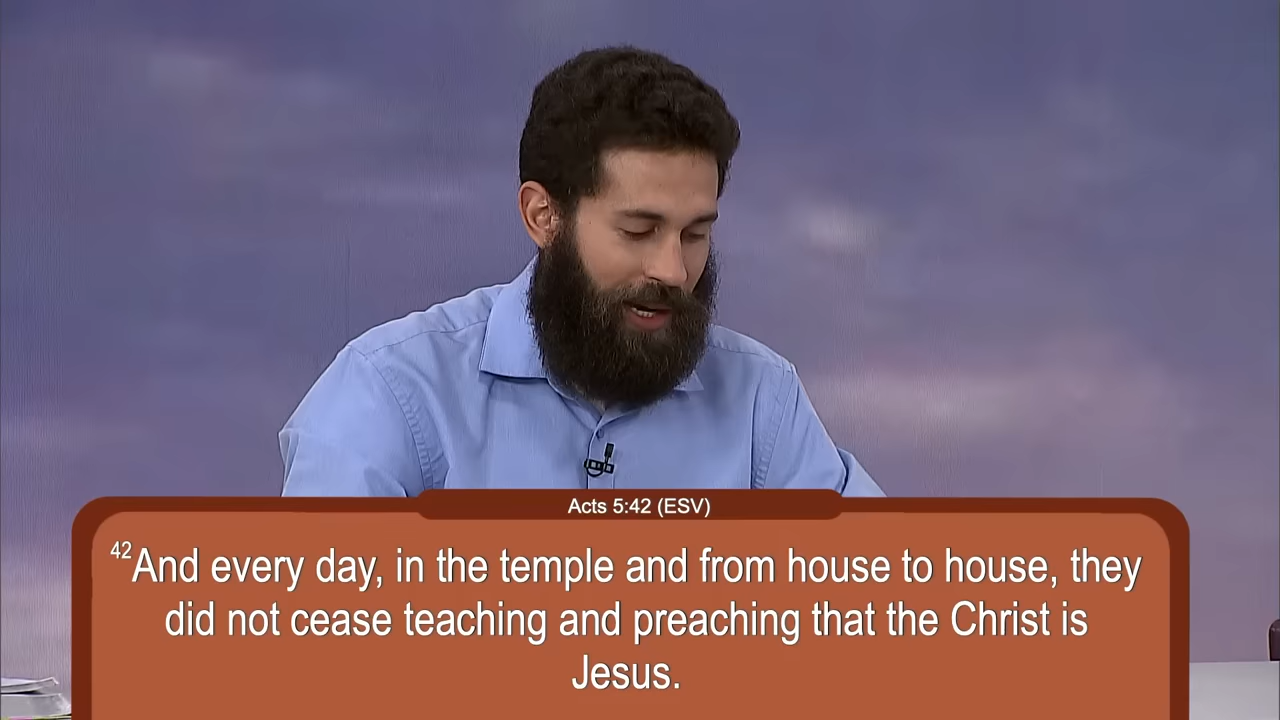 Acts 5:42 (ESV)
42And every day, in the temple and from house to house, they
did not cease teaching and preaching that the Christ is
Jesus.